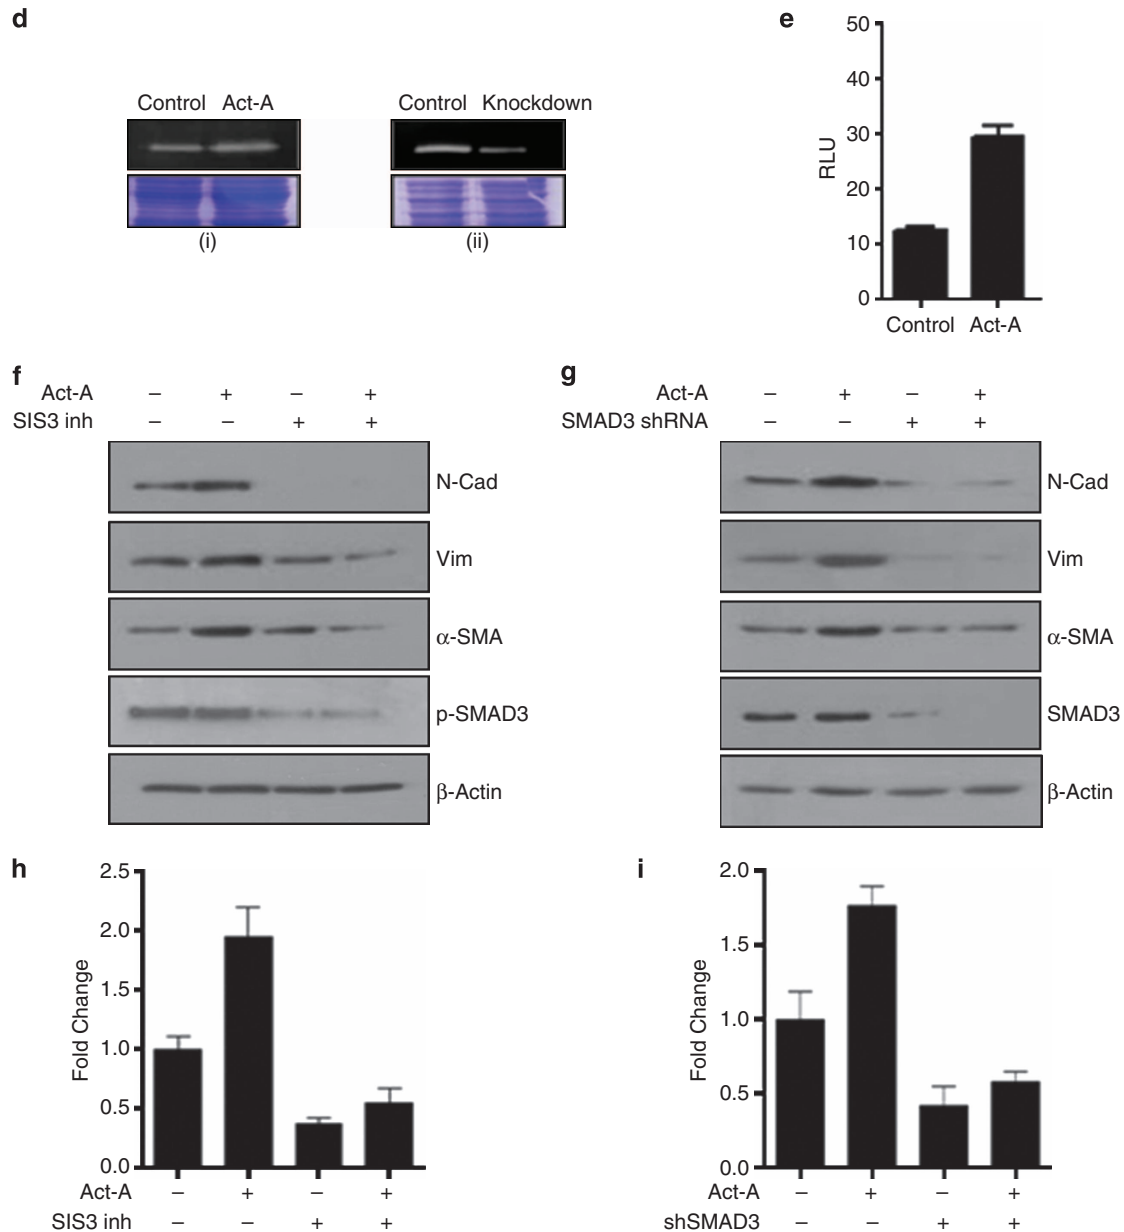 d
Control Act-A
(i)
Control Knockdown
(ii)
e
50
40
30
20
10
0
RLU
Control Act-A
f
Act-A – + – +
SIS3 inh – – + +
N-Cad
Vim
α-SMA
p-SMAD3
β-Actin
g
Act-A – + – +
SMAD3 shRNA – – + +
N-Cad
Vim
α-SMA
SMAD3
β-Actin
h
2.5
2.0
1.5
1.0
0.5
0.0
Fold Change
Act-A – + – +
SIS3 inh – – + +
i
2.0
1.5
1.0
0.5
0.0
Fold Change
Act-A – + – +
shSMAD3 – – + +